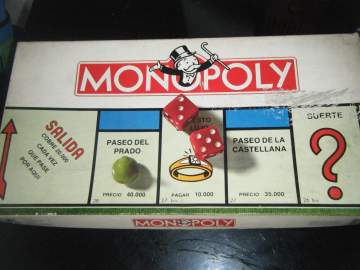 MONOPOLY
SALIDA
COBRE 20.000
CADA VEZ
QUE PASE
POR AQUI
PASEO DEL
PRADO
PRECIO 40.000
PAGAR 10.000
PASEO DE LA
CASTELLANA
PRECIO 35.000
SUERTE
MONOPOLY